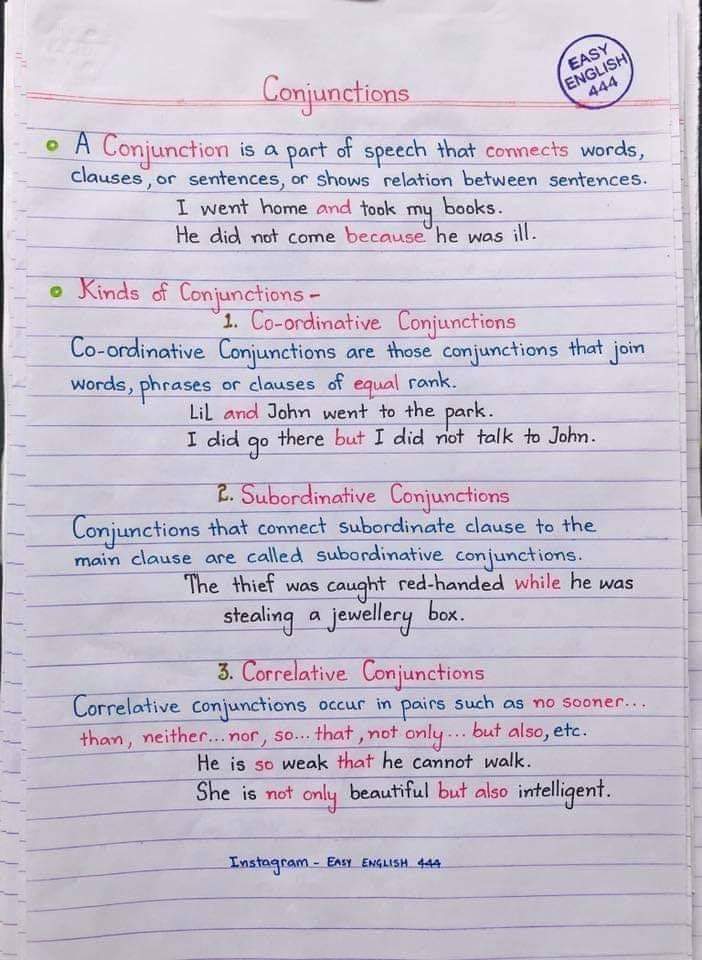 EASY
ENGLISH
444
Conjunctions
A Conjunction is a part of speech that connects words,
clauses, or sentences, or shows relation between sentences.
I went home and took my books.
He did not come because he was ill.
Kinds of Conjunctions -
1. Co-ordinative Conjunctions
Co-ordinative Conjunctions are those conjunctions that join
words, phrases or clauses of equal rank.
LiL and John went to the park.
I did go there but I did not talk to John.
2. Subordinative Conjunctions
Conjunctions that connect subordinate clause to the
main clause are called subordinative conjunctions.
The thief was caught red-handed while he was
stealing a jewellery box.
3. Correlative Conjunctions
Correlative conjunctions occur in pairs such as no sooner...
than, neither... nor, so... that, not only... but also, etc.
He is so weak that he cannot walk.
She is not only beautiful but also intelligent.
Instagram - EASY ENGLISH 444